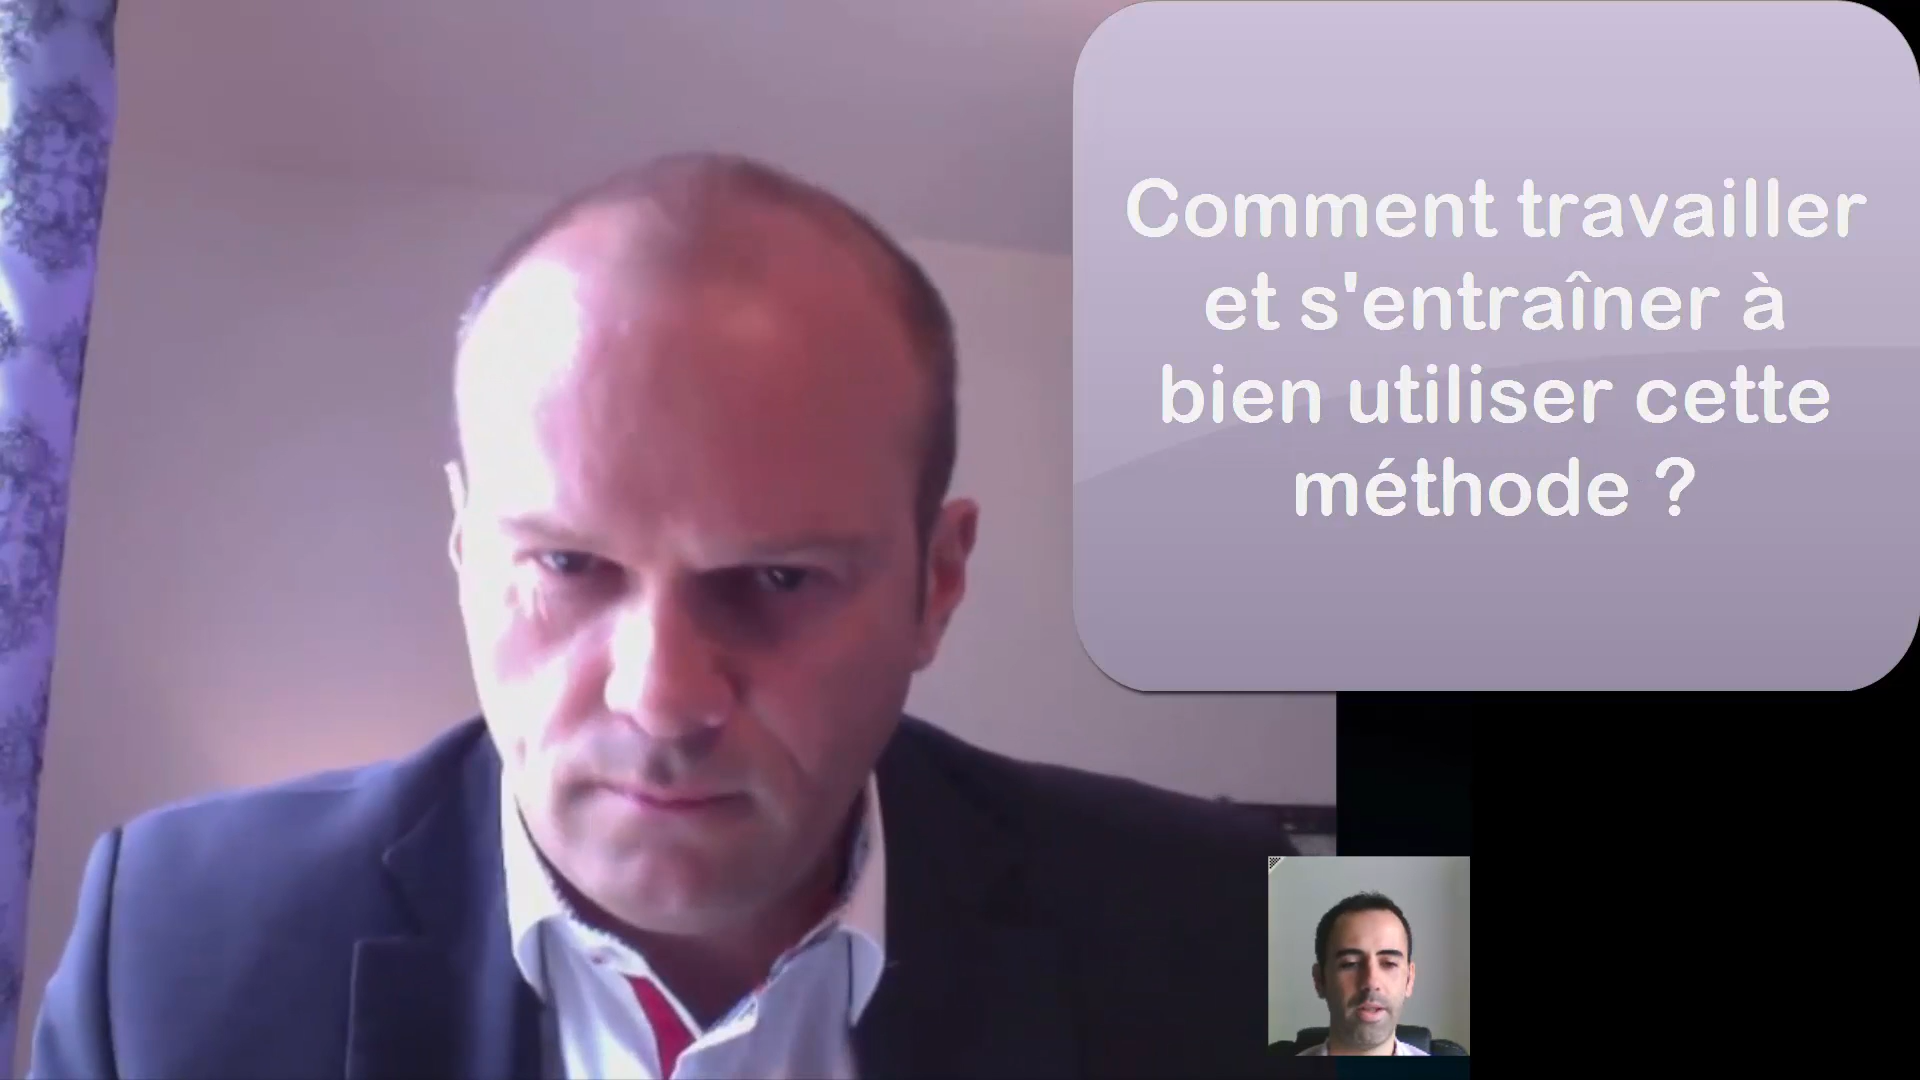 Comment travailler
et s'entraîner à
bien utiliser cette
méthode ?